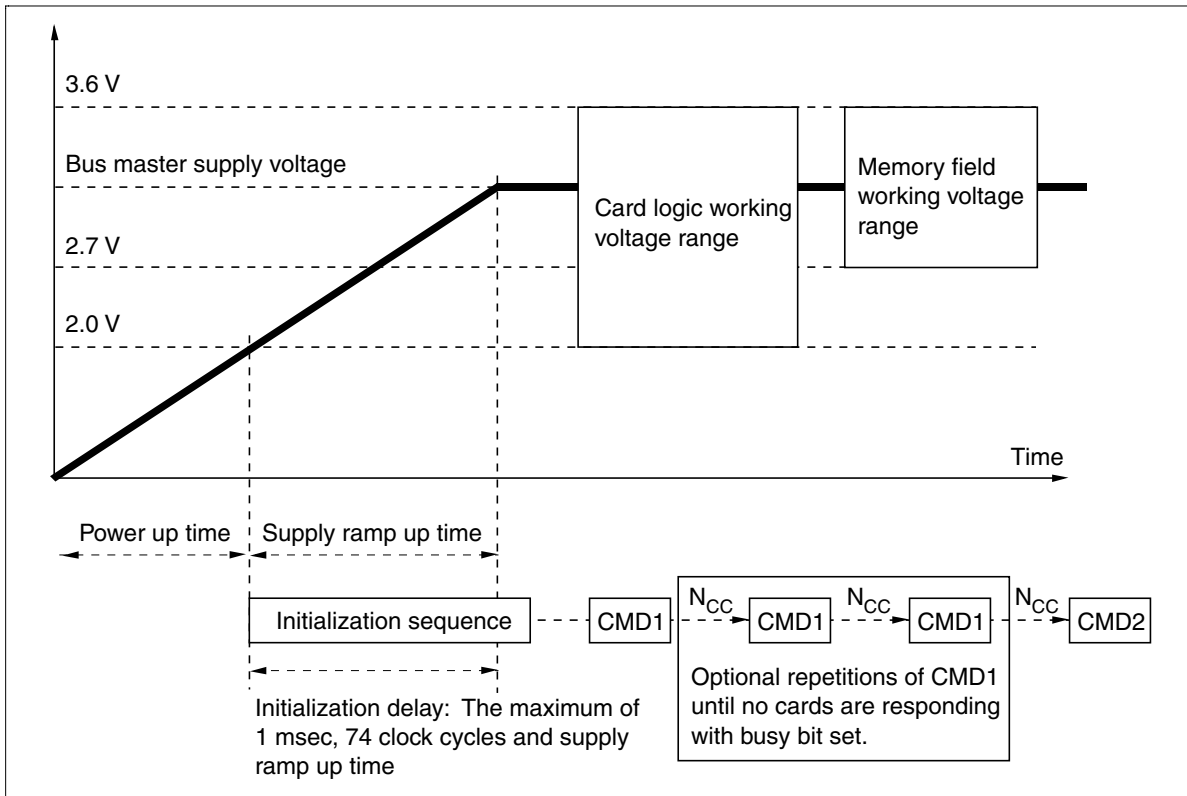 3.6 V
Bus master supply voltage
2.7 V
2.0 V
Card logic working
voltage range
Memory field
working voltage
range
Time
Power up time
Supply ramp up time
Initialization sequence
CMD1
NCC
CMD1
NCC
CMD1
NCC
CMD2
Optional repetitions of CMD1
until no cards are responding
with busy bit set.
Initialization delay: The maximum of
1 msec, 74 clock cycles and supply
ramp up time